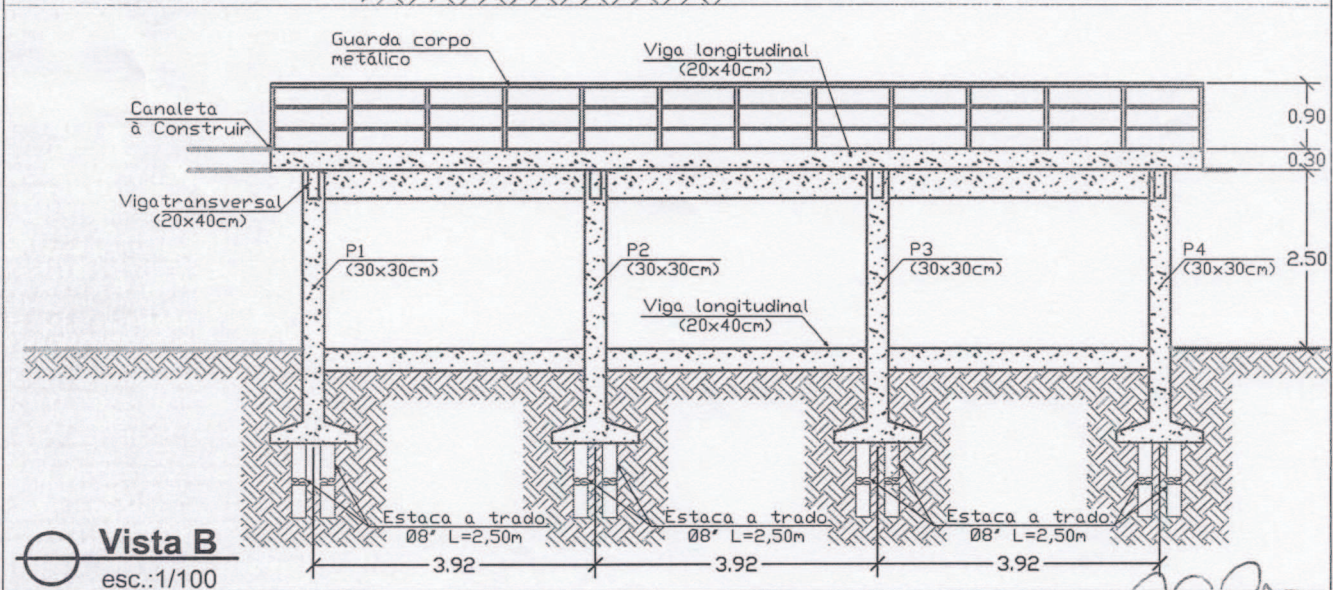 Guarda corpo
metálico
Viga longitudinal
(20x40cm)
Canaleta
à Construir
0.90
0.30
Viga transversal
(20x40cm)
P1
(30x30cm)
P2
(30x30cm)
P3
(30x30cm)
P4
(30x30cm)
2.50
Viga longitudinal
(20x40cm)
Estaca a trado
Ø8" L=2,50m
Estaca a trado
Ø8" L=2,50m
Estaca a trado
Ø8" L=2,50m
Vista B
esc.:1/100
3.92
3.92
3.92